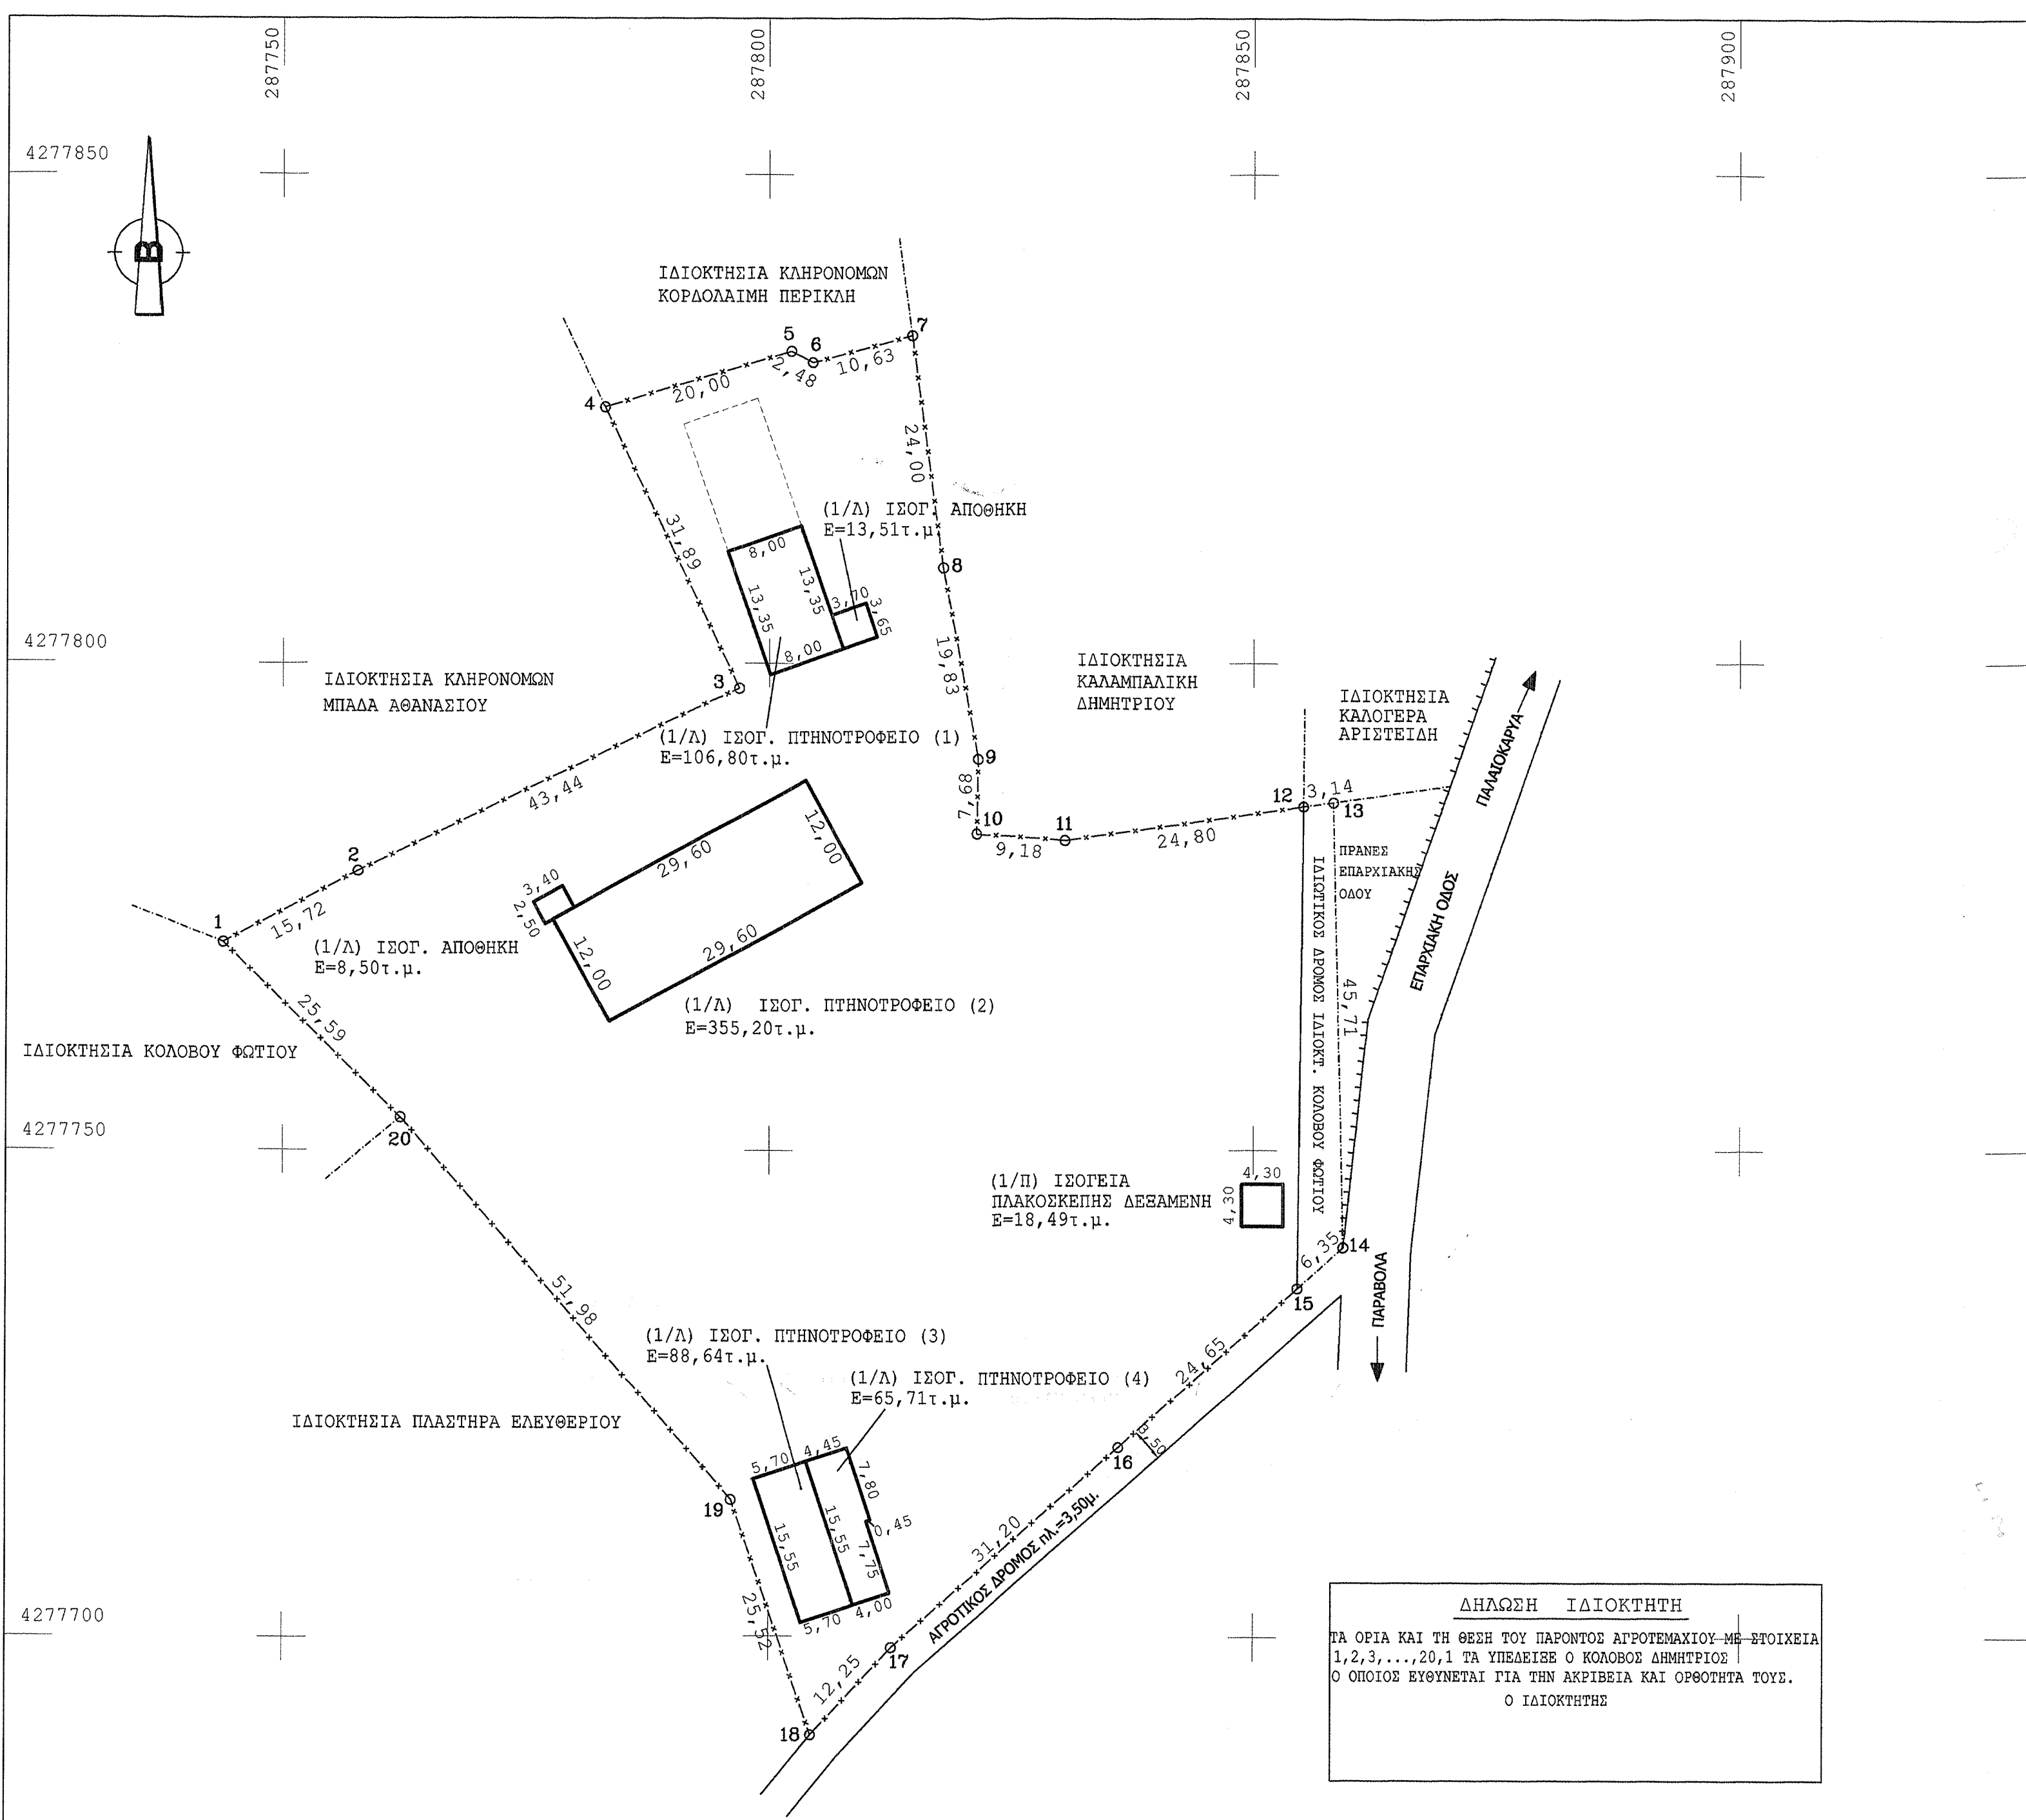 287750
287800
287850
287900
4277850
Β
ΙΔΙΟΚΤΗΣΙΑ ΚΛΗΡΟΝΟΜΩΝ
ΚΟΡΔΟΛΑΙΜΗ ΠΕΡΙΚΛΗ
5
6
7
2,48
10,63
20,00
4
24,00
31,89
(1/Λ) ΙΣΟΓ. ΑΠΟΘΗΚΗ
Ε=13,51τ.μ.
8,00
13,35
13,35
3,70
3,65
8,00
8
19,83
4277800
ΙΔΙΟΚΤΗΣΙΑ ΚΛΗΡΟΝΟΜΩΝ
ΜΠΑΔΑ ΑΘΑΝΑΣΙΟΥ
3
ΙΔΙΟΚΤΗΣΙΑ
ΚΑΛΑΜΠΑΛΙΚΗ
ΔΗΜΗΤΡΙΟΥ
ΙΔΙΟΚΤΗΣΙΑ
ΚΑΛΟΓΕΡΑ
ΑΡΙΣΤΕΙΔΗ
ΠΑΛΑΙΟΚΑΡΥΑ
(1/Λ) ΙΣΟΓ. ΠΤΗΝΟΤΡΟΦΕΙΟ (1)
Ε=106,80τ.μ.
9
7,69
43,44
10
11
9,18
24,80
12
3,14
13
ΠΡΑΝΕΣ
ΕΠΑΡΧΙΑΚΗΣ
ΟΔΟΥ
ΕΠΑΡΧΙΑΚΗ ΟΔΟΣ
ΙΔΙΩΤΙΚΟΣ ΔΡΟΜΟΣ ΙΔΙΟΚΤ. ΚΟΛΟΒΟΥ ΦΩΤΙΟΥ
45,71
2
15,72
1
29,60
12,00
3,40
2,50
12,00
29,60
(1/Λ) ΙΣΟΓ. ΑΠΟΘΗΚΗ
Ε=8,50τ.μ.
(1/Λ) ΙΣΟΓ. ΠΤΗΝΟΤΡΟΦΕΙΟ (2)
Ε=355,20τ.μ.
25,59
ΙΔΙΟΚΤΗΣΙΑ ΚΟΛΟΒΟΥ ΦΩΤΙΟΥ
4277750
20
(1/Π) ΙΣΟΓΕΙΑ
ΠΛΑΚΟΣΚΕΠΗΣ ΔΕΞΑΜΕΝΗ
Ε=18,49τ.μ.
4,30
4,30
6,35
14
15
ΠΑΡΑΒΟΛΑ
51,98
24,65
(1/Λ) ΙΣΟΓ. ΠΤΗΝΟΤΡΟΦΕΙΟ (3)
Ε=88,64τ.μ.
(1/Λ) ΙΣΟΓ. ΠΤΗΝΟΤΡΟΦΕΙΟ (4)
Ε=65,71τ.μ.
ΙΔΙΟΚΤΗΣΙΑ ΠΛΑΣΤΗΡΑ ΕΛΕΥΘΕΡΙΟΥ
16
3,50
5,70
4,45
7,80
0,45
7,75
15,55
15,55
5,70
4,00
19
25,52
31,20
ΑΓΡΟΤΙΚΟΣ ΔΡΟΜΟΣ πλ.=3,50μ.
4277700
17
12,25
18
ΔΗΛΩΣΗ ΙΔΙΟΚΤΗΤΗ
ΤΑ ΟΡΙΑ ΚΑΙ ΤΗ ΘΕΣΗ ΤΟΥ ΠΑΡΟΝΤΟΣ ΑΓΡΟΤΕΜΑΧΙΟΥ ΜΕ ΣΤΟΙΧΕΙΑ
1,2,3,...,20,1 ΤΑ ΥΠΕΔΕΙΞΕ Ο ΚΟΛΟΒΟΣ ΔΗΜΗΤΡΙΟΣ
Ο ΟΠΟΙΟΣ ΕΥΘΥΝΕΤΑΙ ΓΙΑ ΤΗΝ ΑΚΡΙΒΕΙΑ ΚΑΙ ΟΡΘΟΤΗΤΑ ΤΟΥΣ.
Ο ΙΔΙΟΚΤΗΤΗΣ